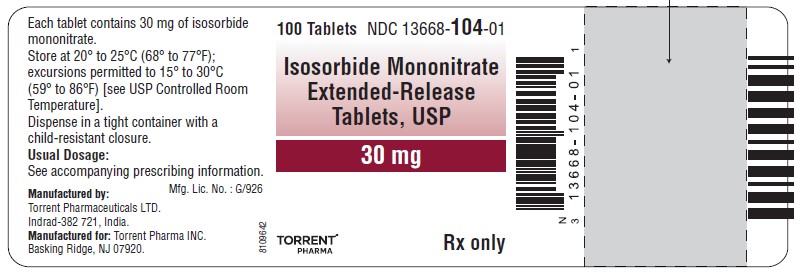 Each tablet contains 30 mg of isosorbide
mononitrate.
Store at 20° to 25°C (68° to 77°F);
excursions permitted to 15° to 30°C
(59° to 86°F) [see USP Controlled Room
Temperature].
Dispense in a tight container with a
child-resistant closure.
Usual Dosage:
See accompanying prescribing information.
Mfg. Lic. No. : G/926
Manufactured by:
Torrent Pharmaceuticals LTD.
Indrad-382 721, India.
Manufactured for: Torrent Pharma INC.
Basking Ridge, NJ 07920.
8109642
100 Tablets NDC 13668-104-01
Isosorbide Mononitrate
Extended-Release
Tablets, USP
30 mg
TORRENT
PHARMA
Rx only
N
3 13668-104-01 1